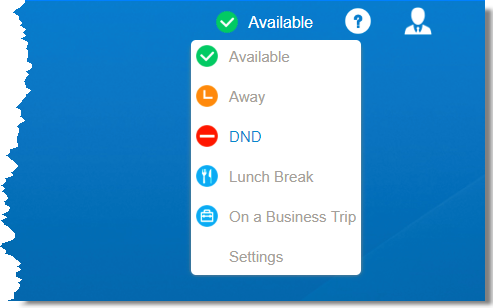 Available ?
Available
Away
DND
Lunch Break
On a Business Trip
Settings